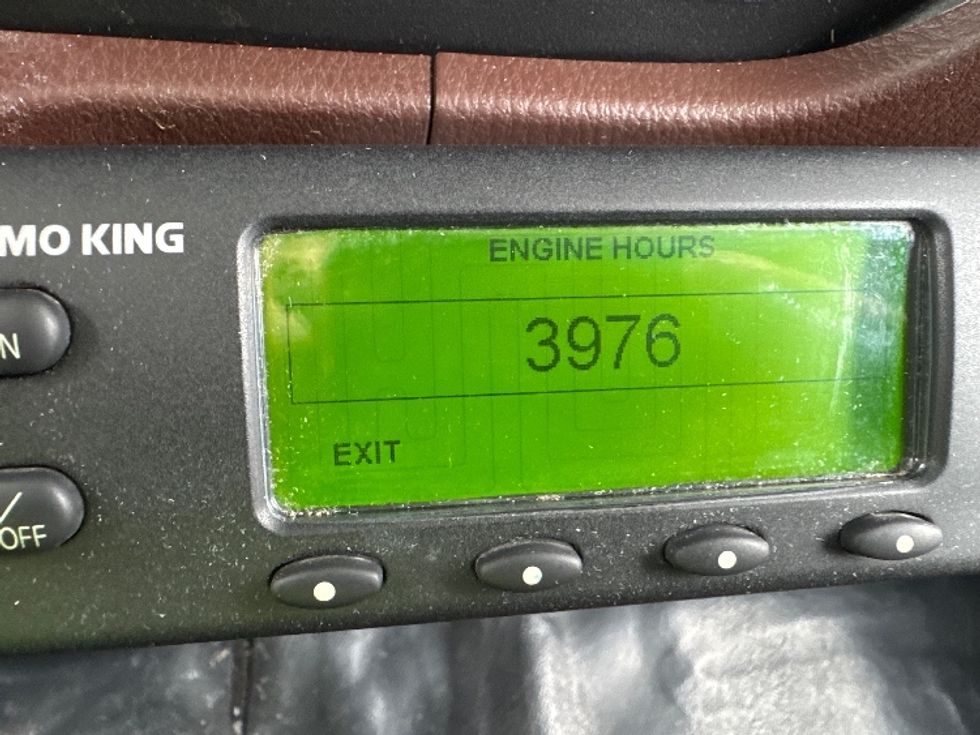 MO KING
ENGINE HOURS
N
3976
EXIT
OFF